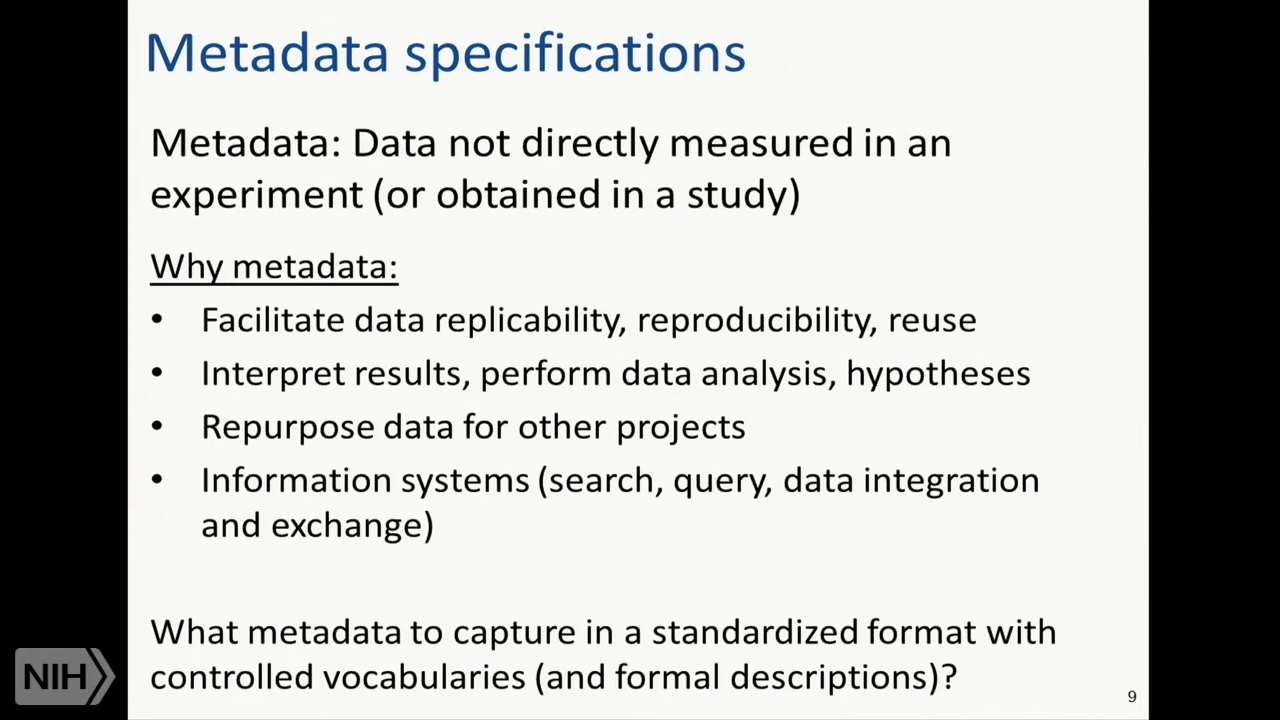 Metadata specifications
Metadata: Data not directly measured in an
experiment (or obtained in a study)
Why metadata:
• Facilitate data replicability, reproducibility, reuse
• Interpret results, perform data analysis, hypotheses
• Repurpose data for other projects
• Information systems (search, query, data integration
and exchange)
What metadata to capture in a standardized format with
controlled vocabularies (and formal descriptions)?
NIH
9